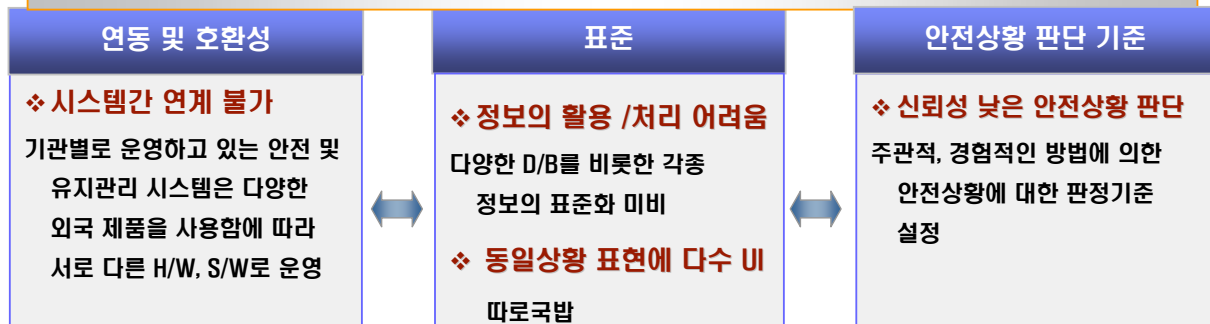 연동 및 호환성
❖ 시스템간 연계 불가
기관별로 운영하고 있는 안전 및
유지관리 시스템은 다양한
외국 제품을 사용함에 따라
서로 다른 H/W, S/W로 운영
표준
❖ 정보의 활용 /처리 어려움
다양한 D/B를 비롯한 각종
정보의 표준화 미비
❖ 동일상황 표현에 다수 UI
따로국밥
안전상황 판단 기준
❖ 신뢰성 낮은 안전상황 판단
주관적, 경험적인 방법에 의한
안전상황에 대한 판정기준
설정